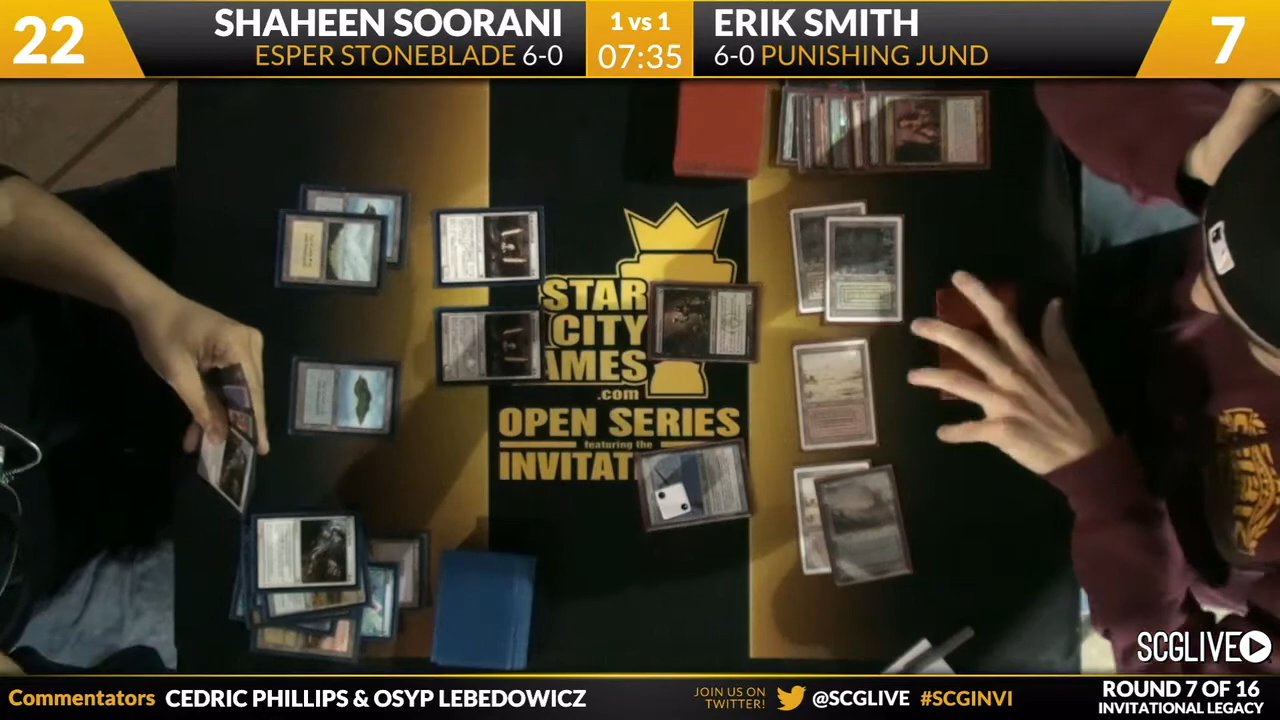 22
SHAHEEN SOORANI
ESPER STONEBLADE 6-0
1 vs 1
07:35
ERIK SMITH
6-0 PUNISHING JUND
7
STAR
CITY
AMES
.com
OPEN SERIES
featuring the
INVITAT
SCGLIVE
Commentators CEDRIC PHILLIPS & OSYP LEBEDOWICZ
JOIN US ON
TWITTER!
@SCGLIVE #SCGINVI
ROUND 7 OF 16
INVITATIONAL LEGACY